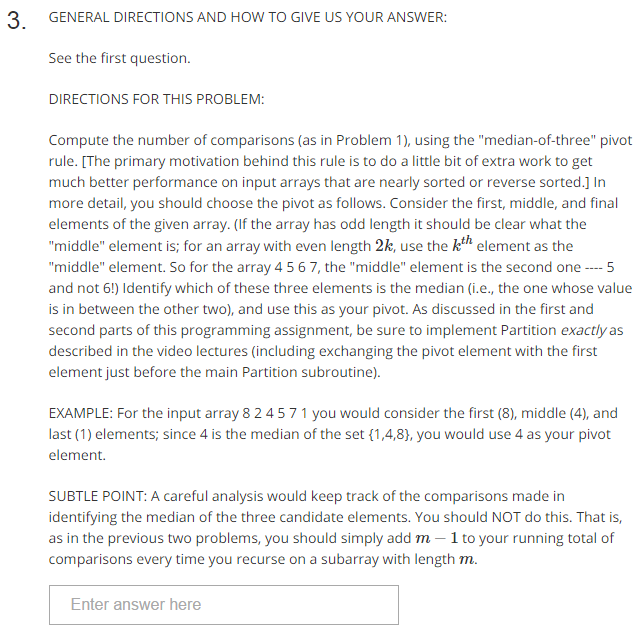 3. GENERAL DIRECTIONS AND HOW TO GIVE US YOUR ANSWER:
See the first question.
DIRECTIONS FOR THIS PROBLEM:
Compute the number of comparisons (as in Problem 1), using the "median-of-three" pivot
rule. [The primary motivation behind this rule is to do a little bit of extra work to get
much better performance on input arrays that are nearly sorted or reverse sorted.] In
more detail, you should choose the pivot as follows. Consider the first, middle, and final
elements of the given array. (If the array has odd length it should be clear what the
"middle" element is; for an array with even length 2k, use the k^th element as the
"middle" element. So for the array 4 5 6 7, the "middle" element is the second one ---- 5
and not 6!) Identify which of these three elements is the median (i.e., the one whose value
is in between the other two), and use this as your pivot. As discussed in the first and
second parts of this programming assignment, be sure to implement Partition exactly as
described in the video lectures (including exchanging the pivot element with the first
element just before the main Partition subroutine).
EXAMPLE: For the input array 8 2 4 5 7 1 you would consider the first (8), middle (4), and
last (1) elements; since 4 is the median of the set {1,4,8}, you would use 4 as your pivot
element.
SUBTLE POINT: A careful analysis would keep track of the comparisons made in
identifying the median of the three candidate elements. You should NOT do this. That is,
as in the previous two problems, you should simply add m − 1 to your running total of
comparisons every time you recurse on a subarray with length m.
Enter answer here